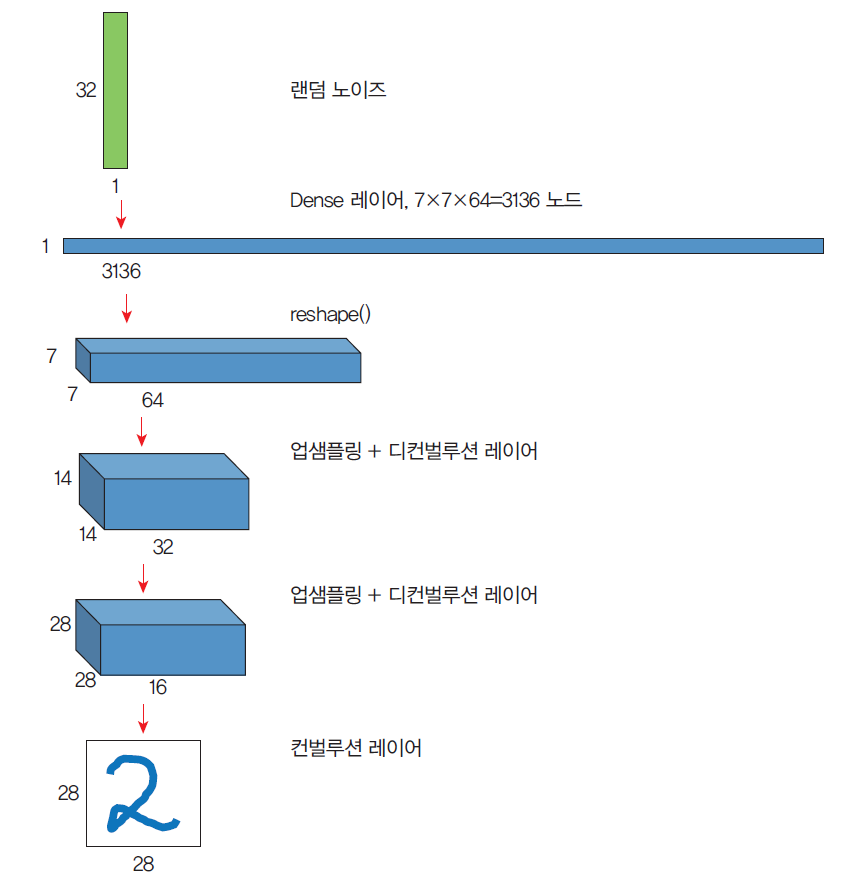 32
랜덤 노이즈
1
Dense 레이어, 7×7×64=3136 노드
1
3136
reshape()
7
7
64
업샘플링 + 디컨벌루션 레이어
14
14
32
업샘플링 + 디컨벌루션 레이어
28
28
16
컨벌루션 레이어
28
2
28